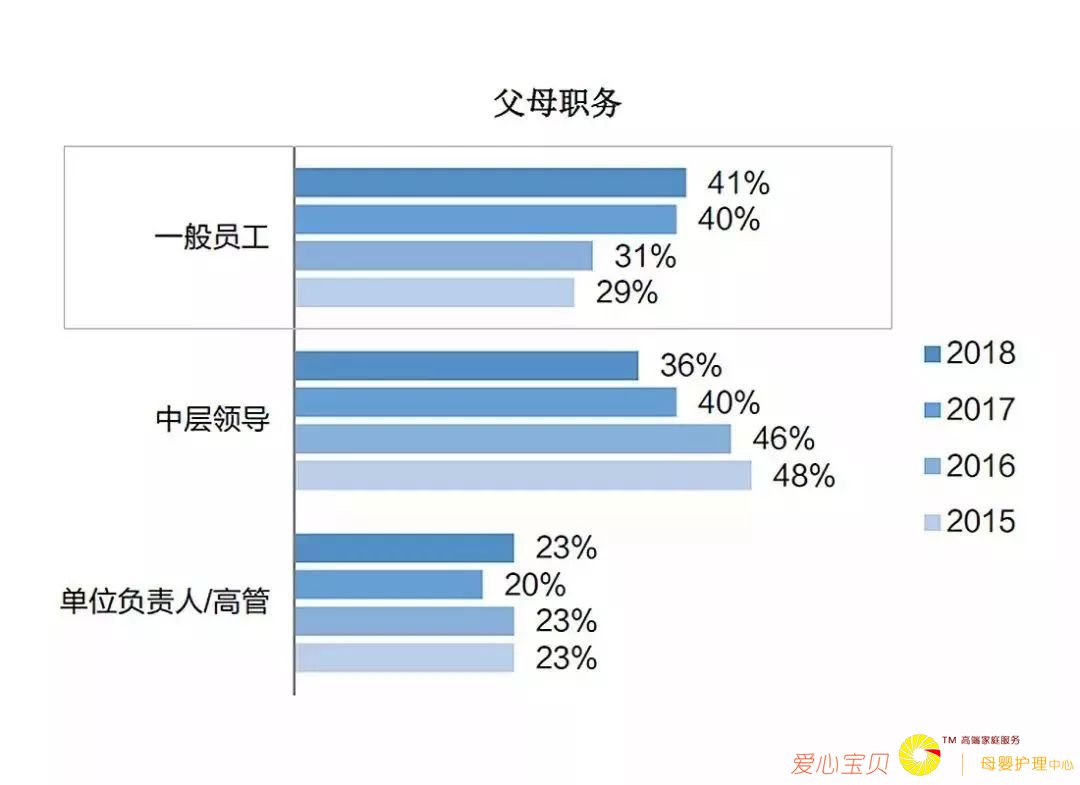 父母职务
一般员工
41%
40%
31%
29%
中层领导
36%
40%
46%
48%
单位负责人/高管
23%
20%
23%
23%
2018
2017
2016
2015
爱心宝贝
TM 高端家庭服务
母婴护理中心